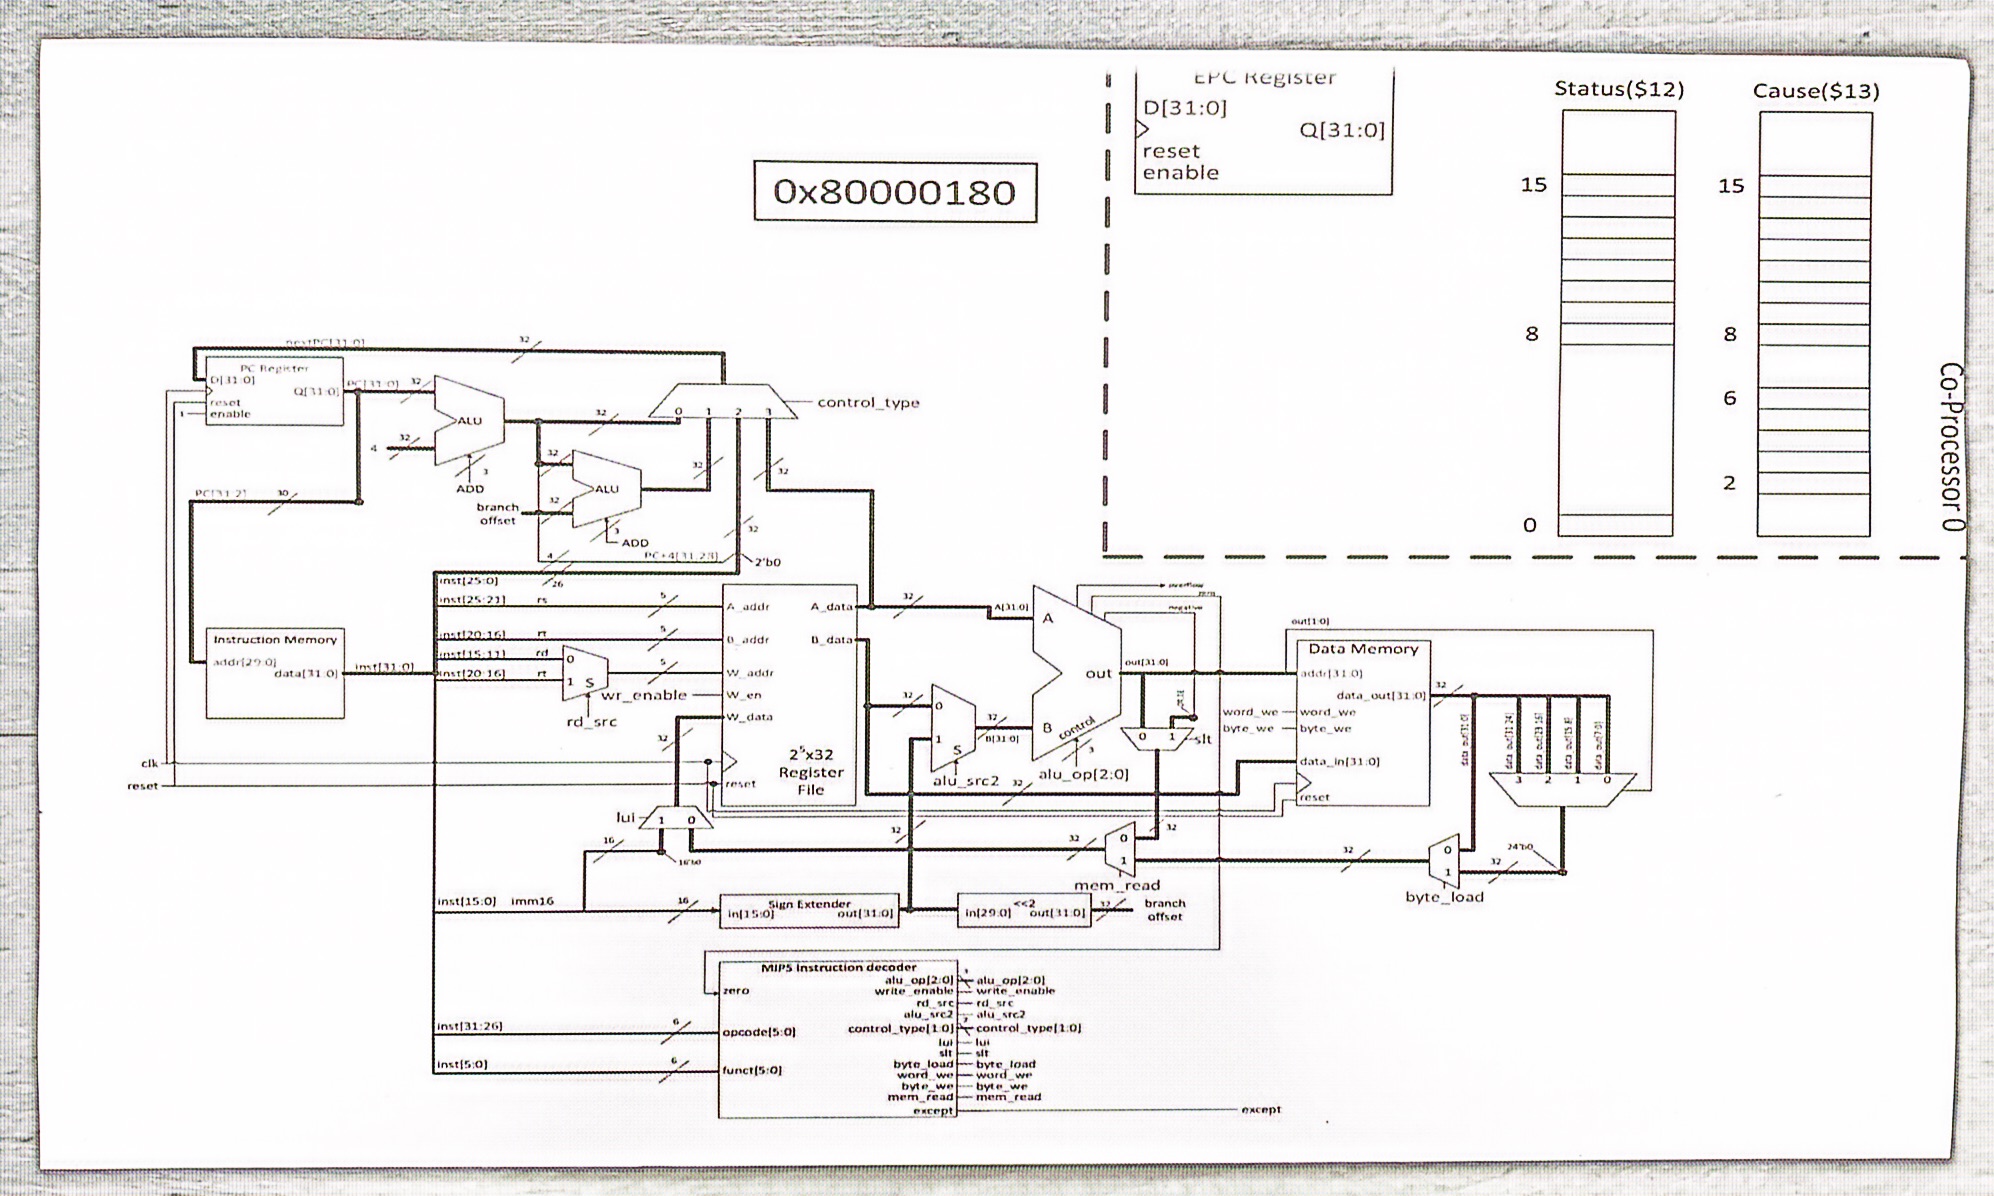 EPC Register
D[31:0]
Q[31:0]
reset
enable
Status($12)
15
8
0
Cause($13)
15
8
6
2
Co-Processor 0
0x80000180
nextPC[31:0]
32
PC Register
D[31:0]
Q[31:0]
reset
enable
1
PC[31:0]
32
4
32
ALU
3
ADD
32
32
branch
offset
32
ALU
3
ADD
32
0 1 2 3
control_type
32
32
PC[31:2]
30
4
2'b0
inst[25:0]
26
inst[25:21] rs
5
inst[20:16] rt
5
inst[15:11] rd
inst[20:16] rt
0
1
S
rd_src
5
Instruction Memory
addr[29:0]
data[31:0]
inst[31:0]
A_addr
B_addr
W_addr
W_en
W_data
A_data
B_data
wr_enable
32
2⁵x32
Register
File
reset
clk
reset
lui
1 0
16
16'b0
32
A[31:0]
A
B
out
control
alu_op[2:0]
3
overflow
zero
negative
32
0
1
S
alu_src2
32
B[31:0]
32
32
out[31:0]
0 1
slt
out[1:0]
Data Memory
addr[31:0]
data_out[31:0]
word_we
word_we
byte_we
byte_we
data_in[31:0]
reset
32
data_out[31:0]
data_out[31:24]
data_out[23:16]
data_out[15:8]
data_out[7:0]
3 2 1 0
32
0
1
mem_read
32
32
0
1
byte_load
32
24'b0
inst[15:0] imm16
16
Sign Extender
in[15:0]
out[31:0]
<<2
in[29:0]
out[31:0]
32
branch
offset
MIPS Instruction decoder
zero
opcode[5:0]
funct[5:0]
inst[31:26]
6
inst[5:0]
6
alu_op[2:0] alu_op[2:0]
write_enable write_enable
rd_src rd_src
alu_src2 alu_src2
control_type[1:0] control_type[1:0]
lui lui
slt slt
byte_load byte_load
word_we word_we
byte_we byte_we
mem_read mem_read
except except